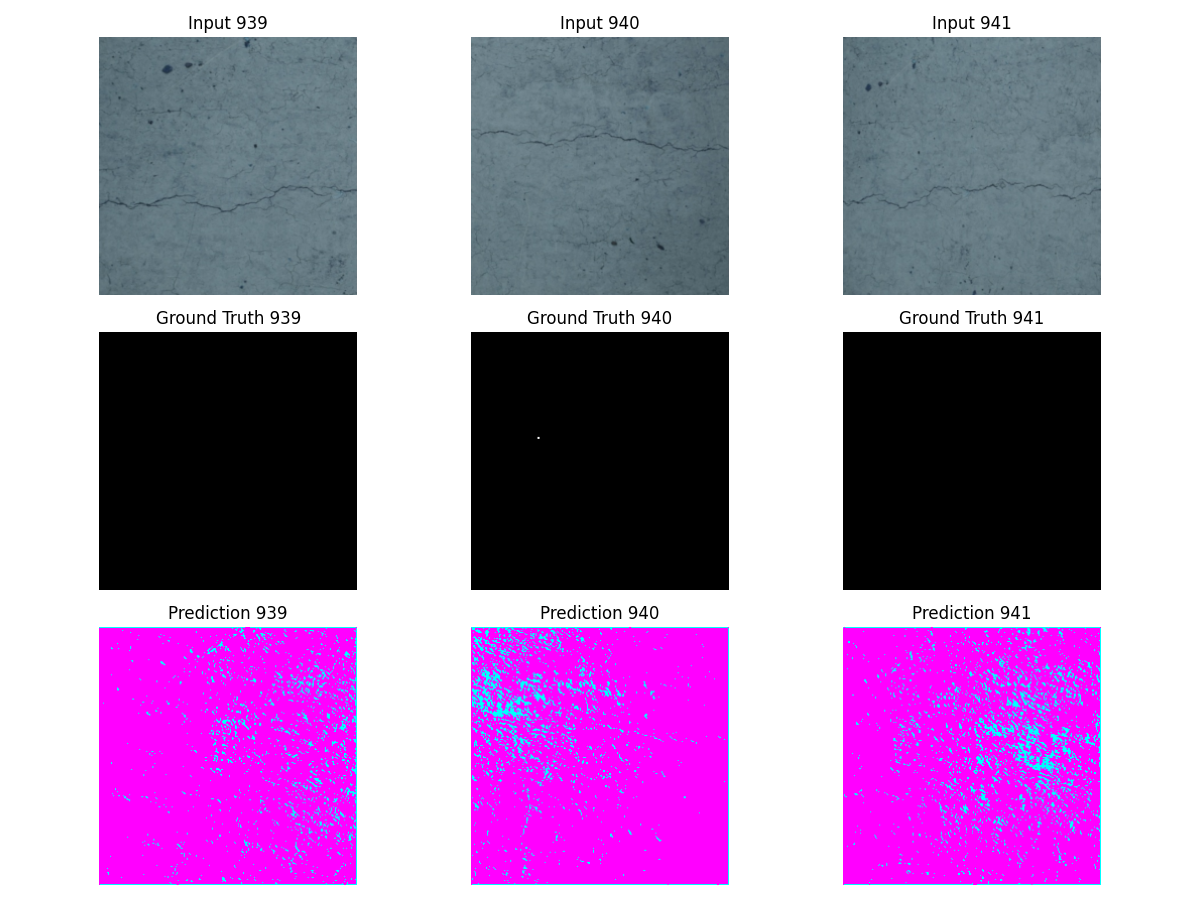 Input 939
Input 940
Input 941
Ground Truth 939
Ground Truth 940
Ground Truth 941
Prediction 939
Prediction 940
Prediction 941